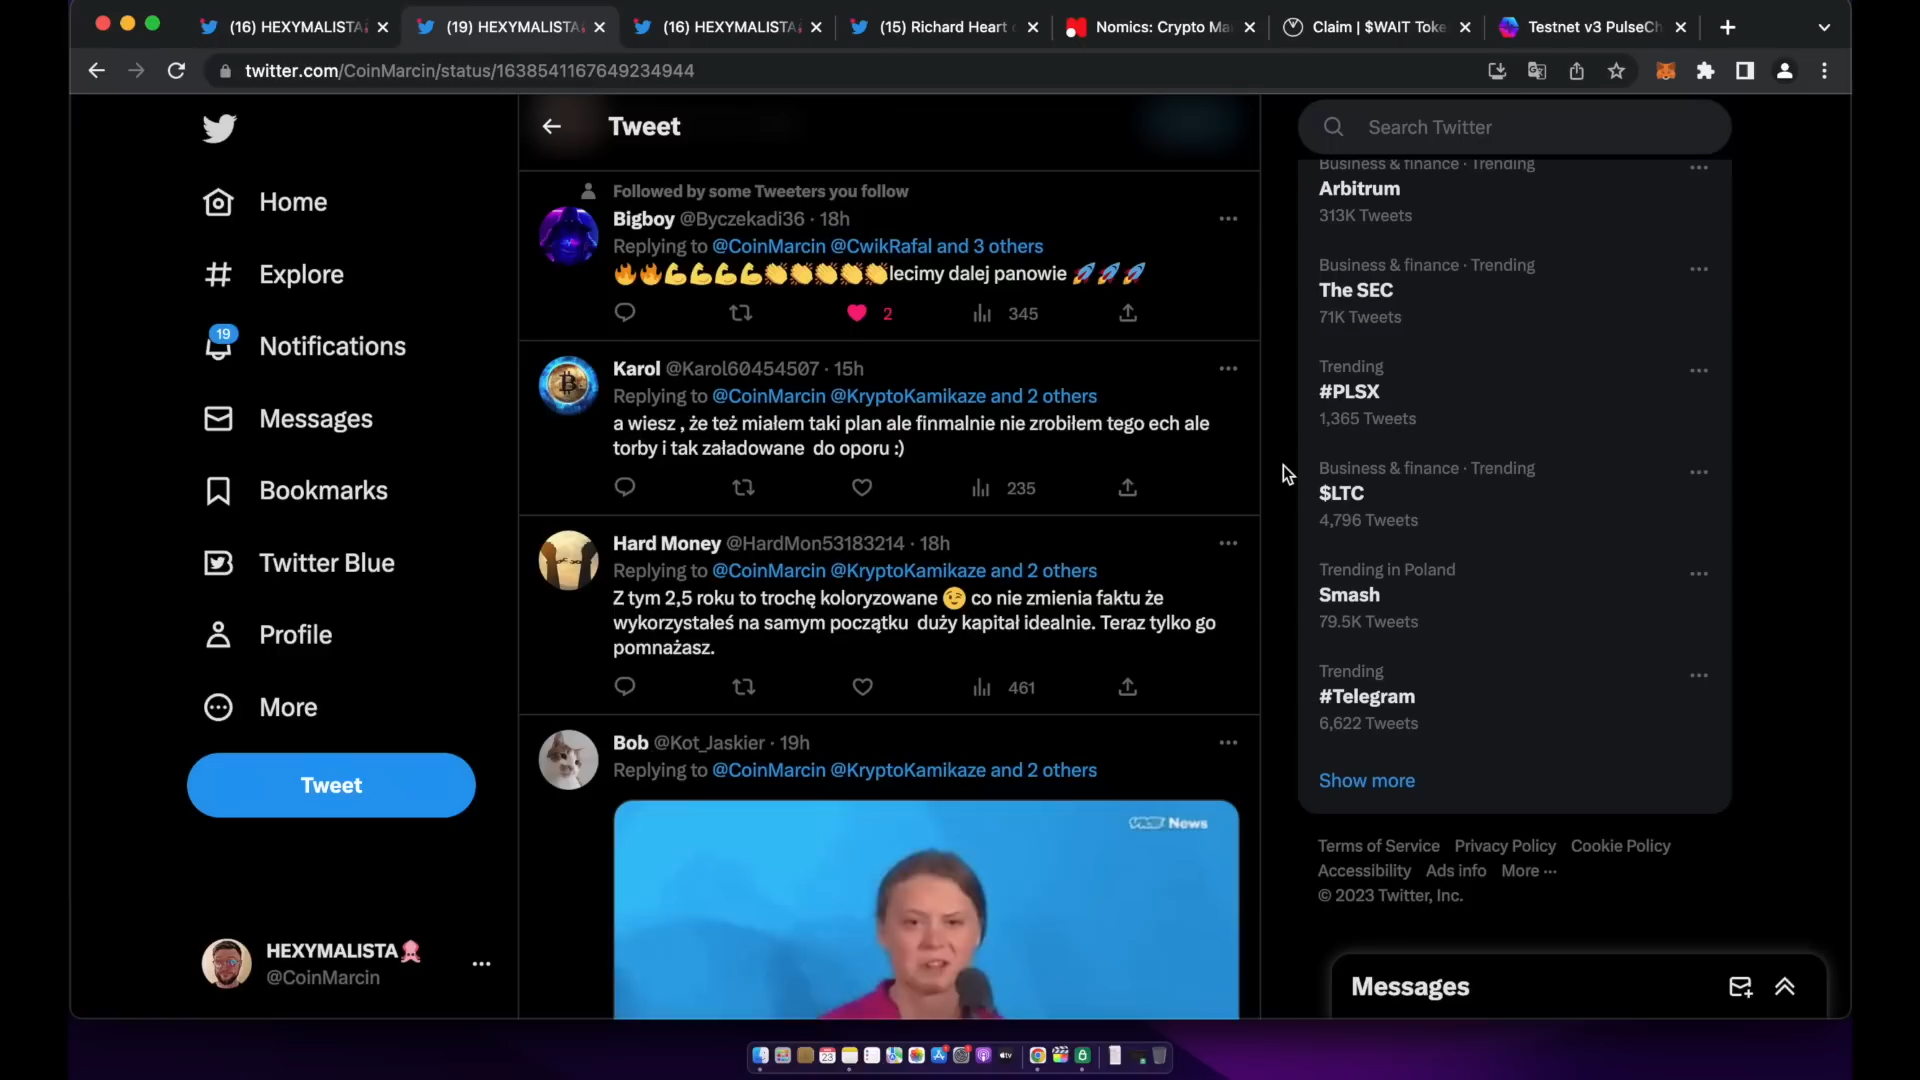 (16) HEXYMALISTA
(19) HEXYMALISTA
(16) HEXYMALISTA
(15) Richard Heart
Nomics: Crypto Ma
Claim | $WAIT Toke
Testnet v3 PulseCh
twitter.com/CoinMarcin/status/1638541167649234944
Home
Explore
19
Notifications
Messages
Bookmarks
Twitter Blue
Profile
More
Tweet
HEXYMALISTA
@CoinMarcin
Tweet
Followed by some Tweeters you follow
Bigboy @Byczekadi36 · 18h
Replying to @CoinMarcin @CwikRafal and 3 others
🔥🔥💪💪💪💪👏👏👏👏👏lecimy dalej panowie 🚀🚀🚀
2 345
Karol @Karol60454507 · 15h
Replying to @CoinMarcin @KryptoKamikaze and 2 others
a wiesz , że też miałem taki plan ale finmalnie nie zrobiłem tego ech ale
torby i tak załadowane do oporu :)
235
Hard Money @HardMon53183214 · 18h
Replying to @CoinMarcin @KryptoKamikaze and 2 others
Z tym 2,5 roku to trochę koloryzowane 😉 co nie zmienia faktu że
wykorzystałeś na samym początku duży kapitał idealnie. Teraz tylko go
pomnażasz.
461
Bob @Kot_Jaskier · 19h
Replying to @CoinMarcin @KryptoKamikaze and 2 others
VICE News
Search Twitter
Business & finance · Trending
Arbitrum
313K Tweets
Business & finance · Trending
The SEC
71K Tweets
Trending
#PLSX
1,365 Tweets
Business & finance · Trending
$LTC
4,796 Tweets
Trending in Poland
Smash
79.5K Tweets
Trending
#Telegram
6,622 Tweets
Show more
Terms of Service Privacy Policy Cookie Policy
Accessibility Ads info More ···
© 2023 Twitter, Inc.
Messages
23
tv